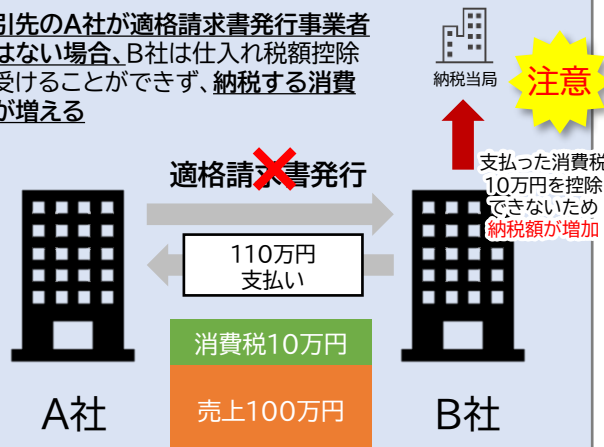 引先のA社が適格請求書発行事業者
はない場合、B社は仕入れ税額控除
受けることができず、納税する消費
が増える
納税当局
注意
支払った消費税
10万円を控除
できないため
納税額が増加
適格請求書発行
110万円
支払い
消費税10万円
売上100万円
A社
B社